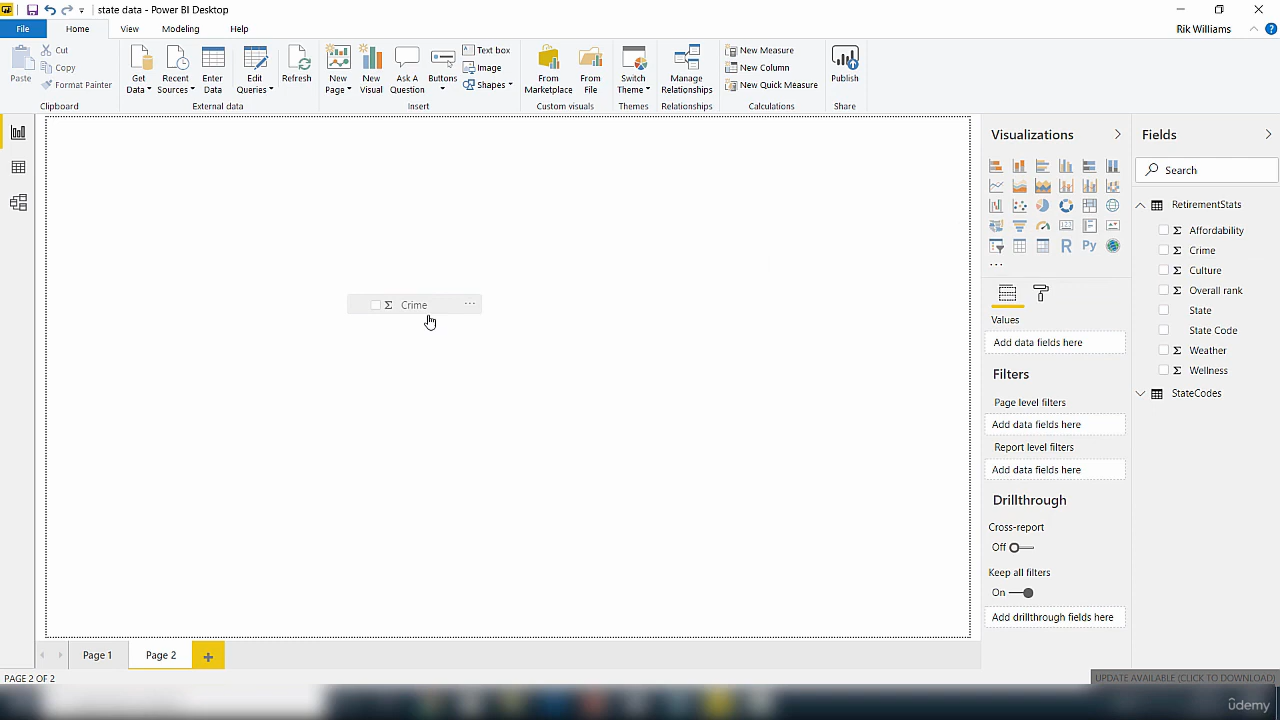 state data - Power BI Desktop
File
Home
View
Modeling
Help
Rik Williams
Paste
Cut
Copy
Format Painter
Clipboard
Get Data
Recent Sources
Enter Data
Edit Queries
Refresh
External data
New Page
New Visual
Ask A Question
Buttons
Text box
Image
Shapes
Insert
From Marketplace
From File
Custom visuals
Switch Theme
Themes
Manage Relationships
Relationships
New Measure
New Column
New Quick Measure
Calculations
Publish
Share
Σ Crime ...
Visualizations
R
Py
...
Values
Add data fields here
Filters
Page level filters
Add data fields here
Report level filters
Add data fields here
Drillthrough
Cross-report
Off
Keep all filters
On
Add drillthrough fields here
Fields
Search
RetirementStats
Σ Affordability
Σ Crime
Σ Culture
Σ Overall rank
State
State Code
Σ Weather
Σ Wellness
StateCodes
Page 1
Page 2
+
PAGE 2 OF 2
UPDATE AVAILABLE (CLICK TO DOWNLOAD)
ûdemy